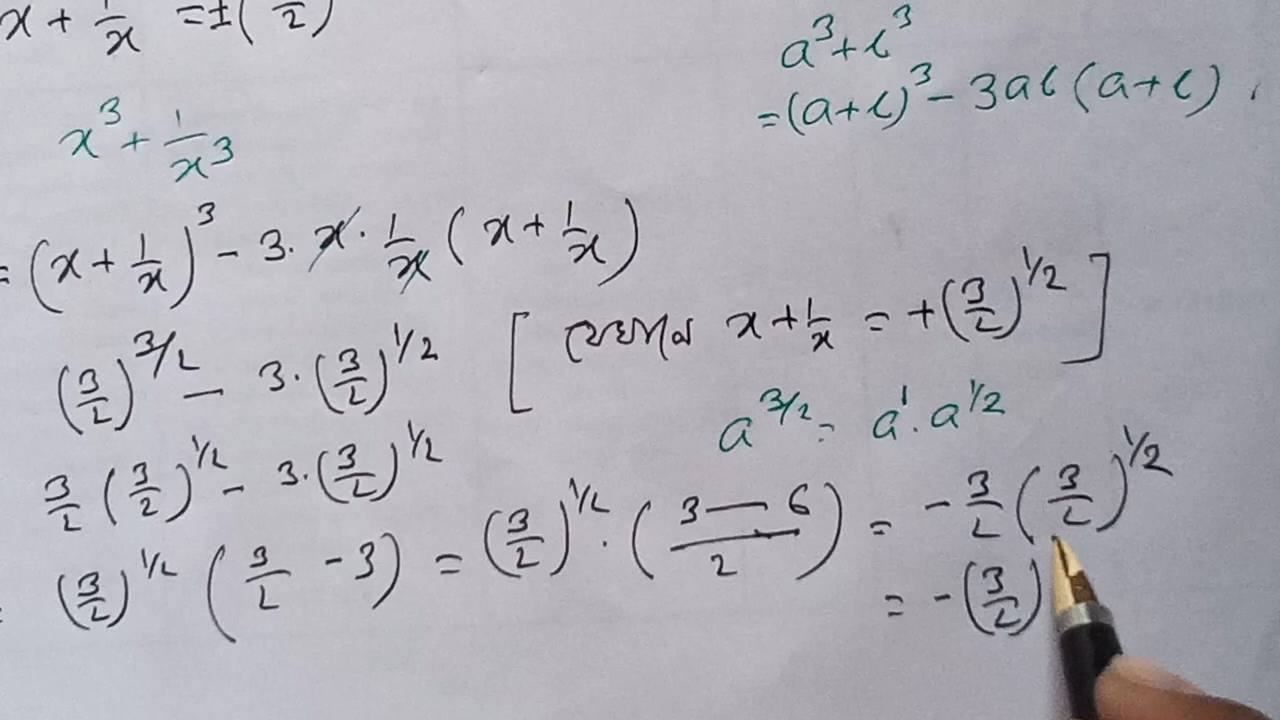 x + 1/x = ±(/2)
a³ + b³
= (a+b)³ - 3ab(a+b).
x³ + 1/x³
= (x + 1/x)³ - 3·x·1/x (x + 1/x)
(3/2)^3/2 - 3·(3/2)^1/2 [ যেখানে x + 1/x = +(3/2)^1/2 ]
a^3/2 = a¹·a^1/2
3/2 (3/2)^1/2 - 3·(3/2)^1/2
(3/2)^1/2 (3/2 - 3) = (3/2)^1/2 · (3 - 6 / 2) = - 3/2 (3/2)^1/2
= - (3/2)